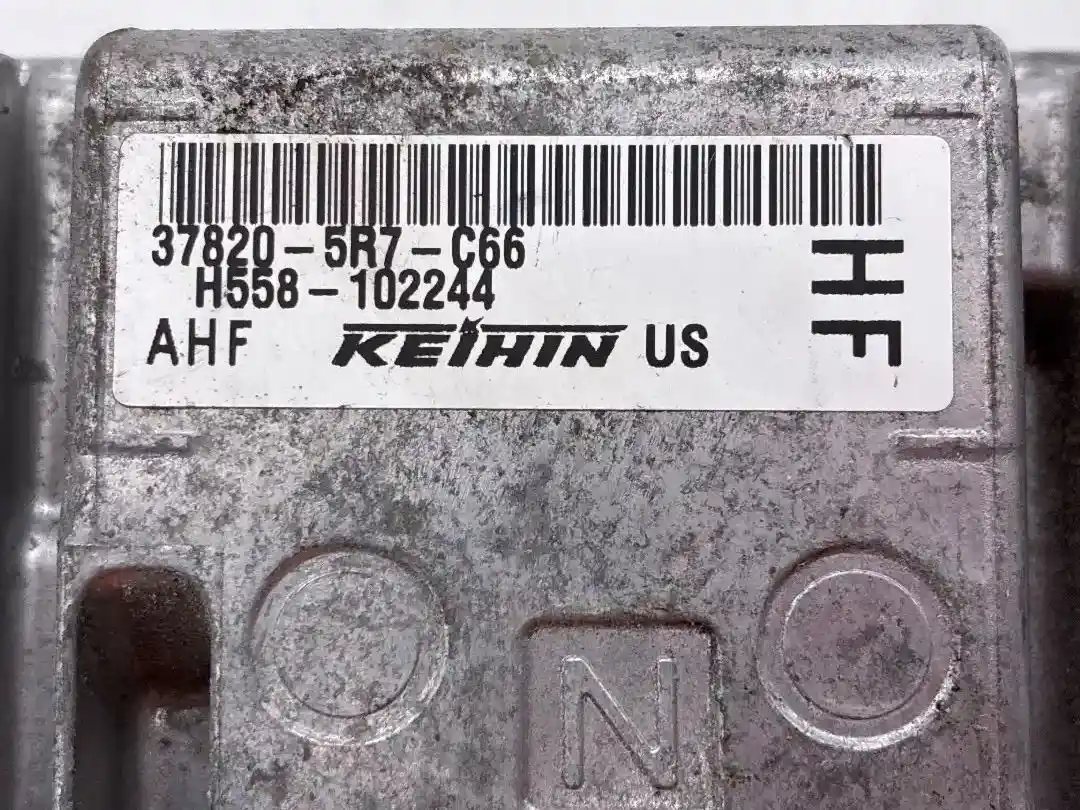 37820-5R7-C66
H558-102244
AHF KEIHIN US
HF
N